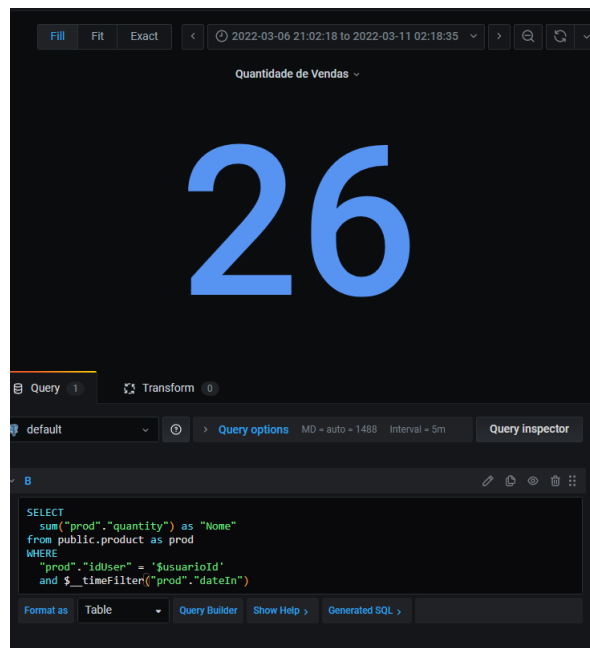 Fill Fit Exact 2022-03-06 21:02:18 to 2022-03-11 02:18:35
Quantidade de Vendas
26
Query 1 Transform 0
default Query options MD = auto = 1488 Interval = 5m Query inspector
B
SELECT
sum("prod"."quantity") as "Nome"
from public.product as prod
WHERE
"prod"."idUser" = '$usuarioId'
and $__timeFilter("prod"."dateIn")
Format as Table Query Builder Show Help > Generated SQL >